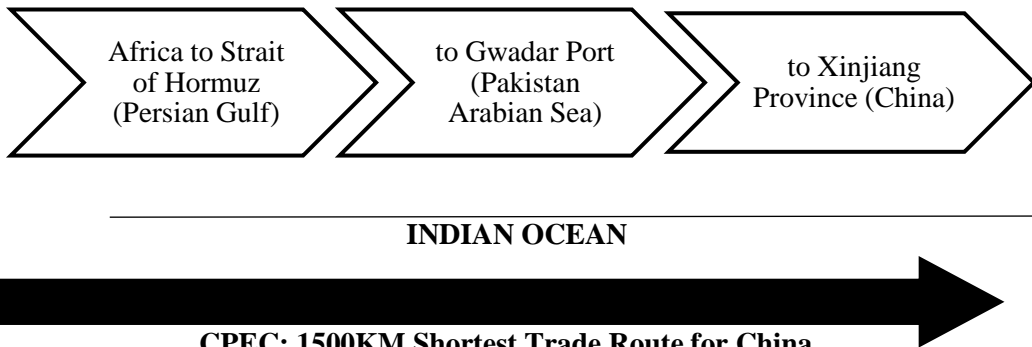 Africa to Strait
of Hormuz
(Persian Gulf)
to Gwadar Port
(Pakistan
Arabian Sea)
to Xinjiang
Province (China)
INDIAN OCEAN
CPEC: 1500KM Shortest Trade Route for China